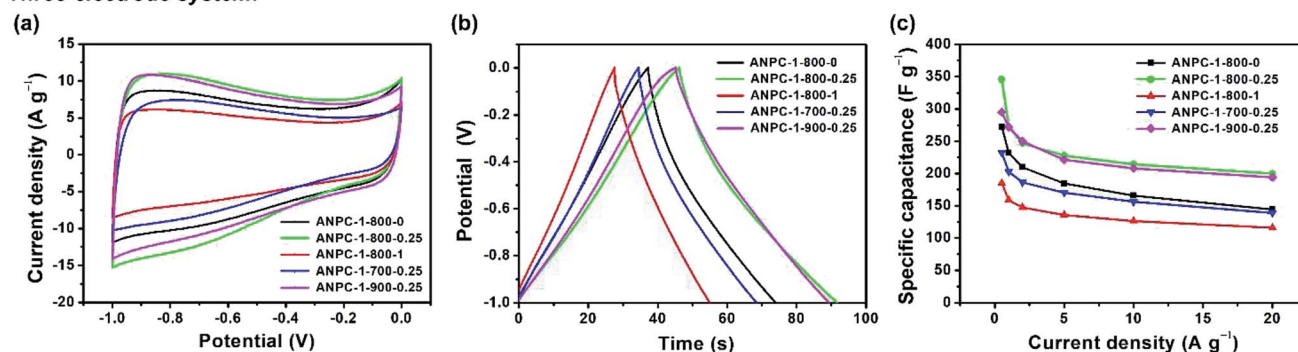 (a)
Current density (A g⁻¹)
15
10
5
0
-5
-10
-15
-20
-1.0
-0.8
-0.6
-0.4
-0.2
0.0
Potential (V)
ANPC-1-800-0
ANPC-1-800-0.25
ANPC-1-800-1
ANPC-1-700-0.25
ANPC-1-900-0.25
(b)
Potential (V)
0.0
-0.2
-0.4
-0.6
-0.8
-1.0
0
20
40
60
80
100
Time (s)
ANPC-1-800-0
ANPC-1-800-0.25
ANPC-1-800-1
ANPC-1-700-0.25
ANPC-1-900-0.25
(c)
Specific capacitance (F g⁻¹)
400
350
300
250
200
150
100
50
0
0
5
10
15
20
Current density (A g⁻¹)
ANPC-1-800-0
ANPC-1-800-0.25
ANPC-1-800-1
ANPC-1-700-0.25
ANPC-1-900-0.25